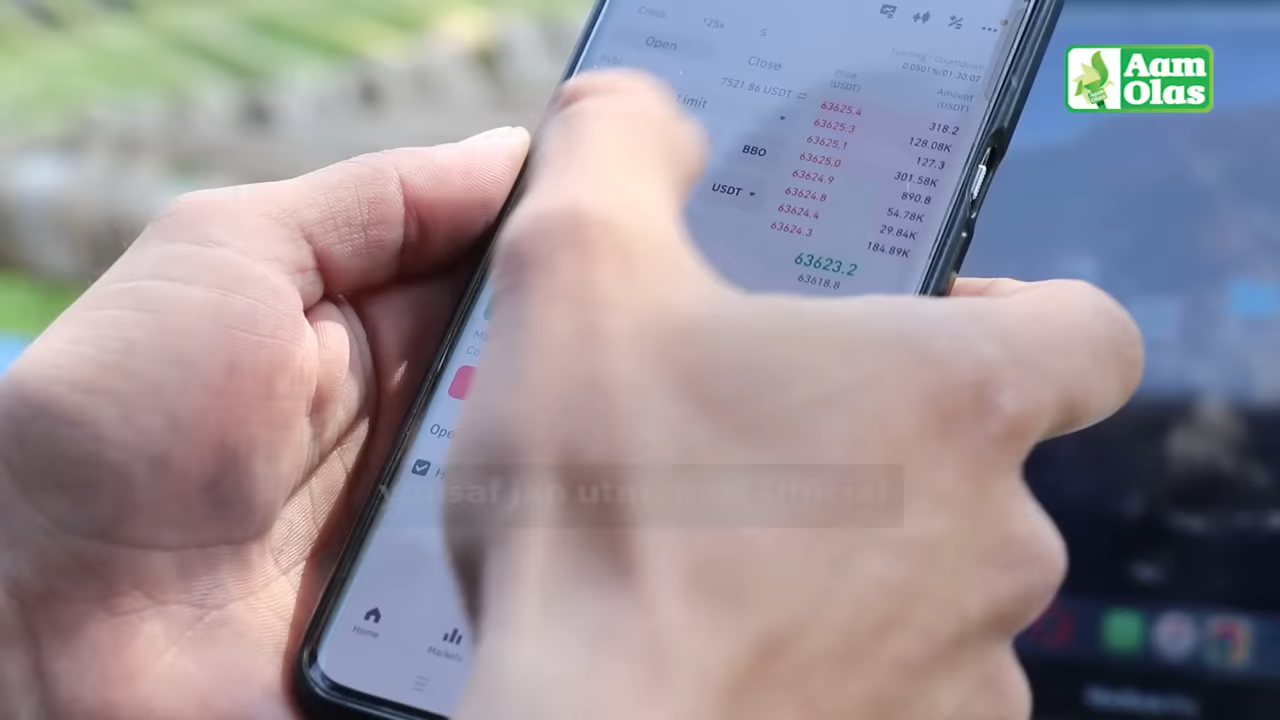 Aam
Olas
Cross
125x
S
Open
Close
Funding / Countdown
0.0501%/01:30:07
7521.86 USDT
Price
(USDT)
Amount
(USDT)
Limit
63625.4
318.2
63625.3
128.08K
63625.1
127.3
BBO
63625.0
301.58K
63624.9
890.8
USDT
63624.8
54.78K
63624.4
29.84K
63624.3
184.89K
63623.2
63618.8
Home
Markets